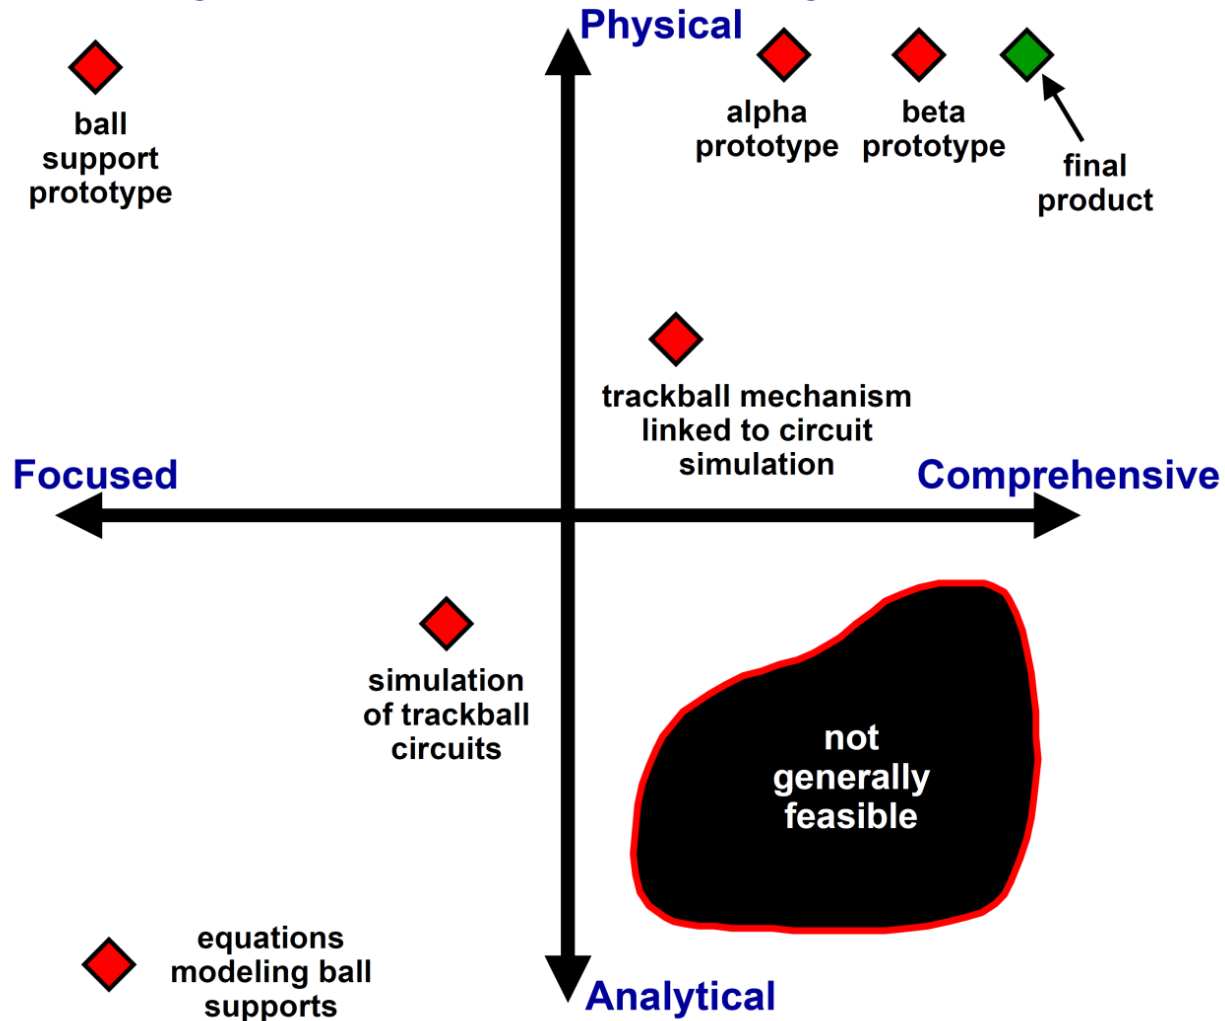 Physical
ball
support
prototype
alpha
prototype
beta
prototype
final
product
trackball mechanism
linked to circuit
simulation
Focused
Comprehensive
simulation
of trackball
circuits
not
generally
feasible
equations
modeling ball
supports
Analytical